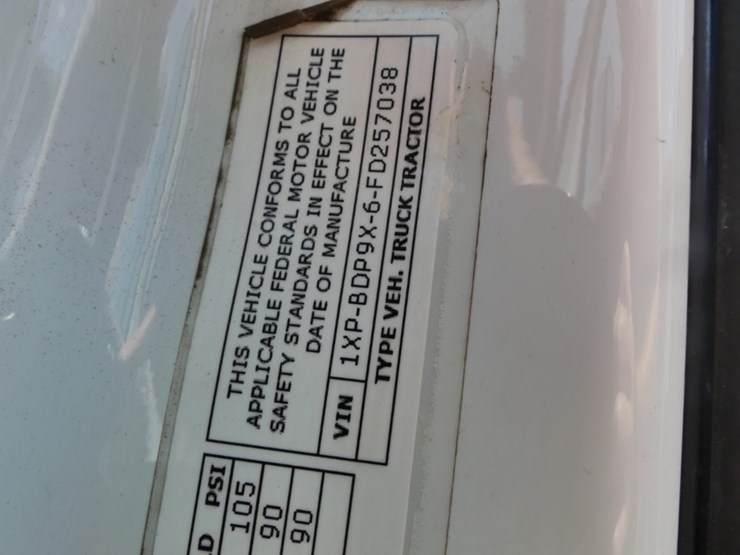 THIS VEHICLE CONFORMS TO ALL
APPLICABLE FEDERAL MOTOR VEHICLE
SAFETY STANDARDS IN EFFECT ON THE
DATE OF MANUFACTURE
VIN 1XP-BDP9X-6-FD257038
TYPE VEH. TRUCK TRACTOR
D PSI
105
90
90